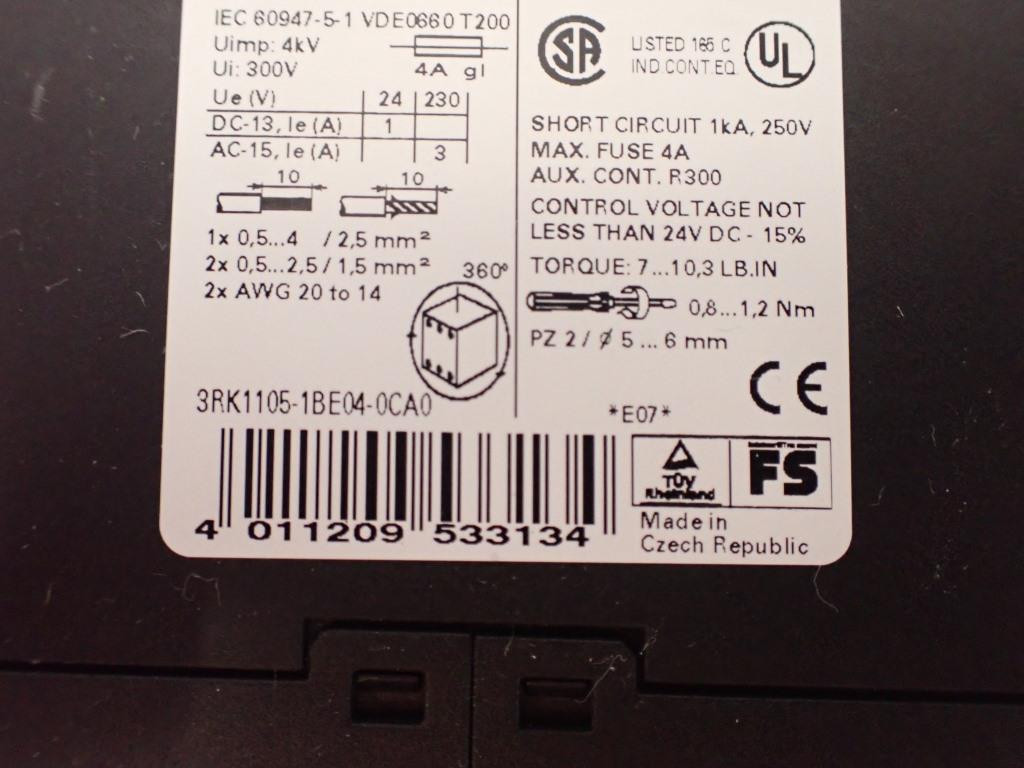 IEC 60947-5-1 VDE0660 T200
Uimp: 4kV
Ui: 300V
4A gl
Ue (V) 24 230
DC-13, Ie (A) 1
AC-15, Ie (A) 3
10 10
1x 0,5...4 / 2,5 mm²
2x 0,5...2,5 / 1,5 mm²
2x AWG 20 to 14
360°
3RK1105-1BE04-0CA0
4 011209 533134
SA
LISTED 165 C
IND.CONT.EQ.
UL
SHORT CIRCUIT 1kA, 250V
MAX. FUSE 4A
AUX. CONT. R300
CONTROL VOLTAGE NOT
LESS THAN 24V DC - 15%
TORQUE: 7...10,3 LB.IN
0,8...1,2 Nm
PZ 2 / Ø 5 ... 6 mm
CE
*E07*
TÜV
Rheinland
FS
Made in
Czech Republic